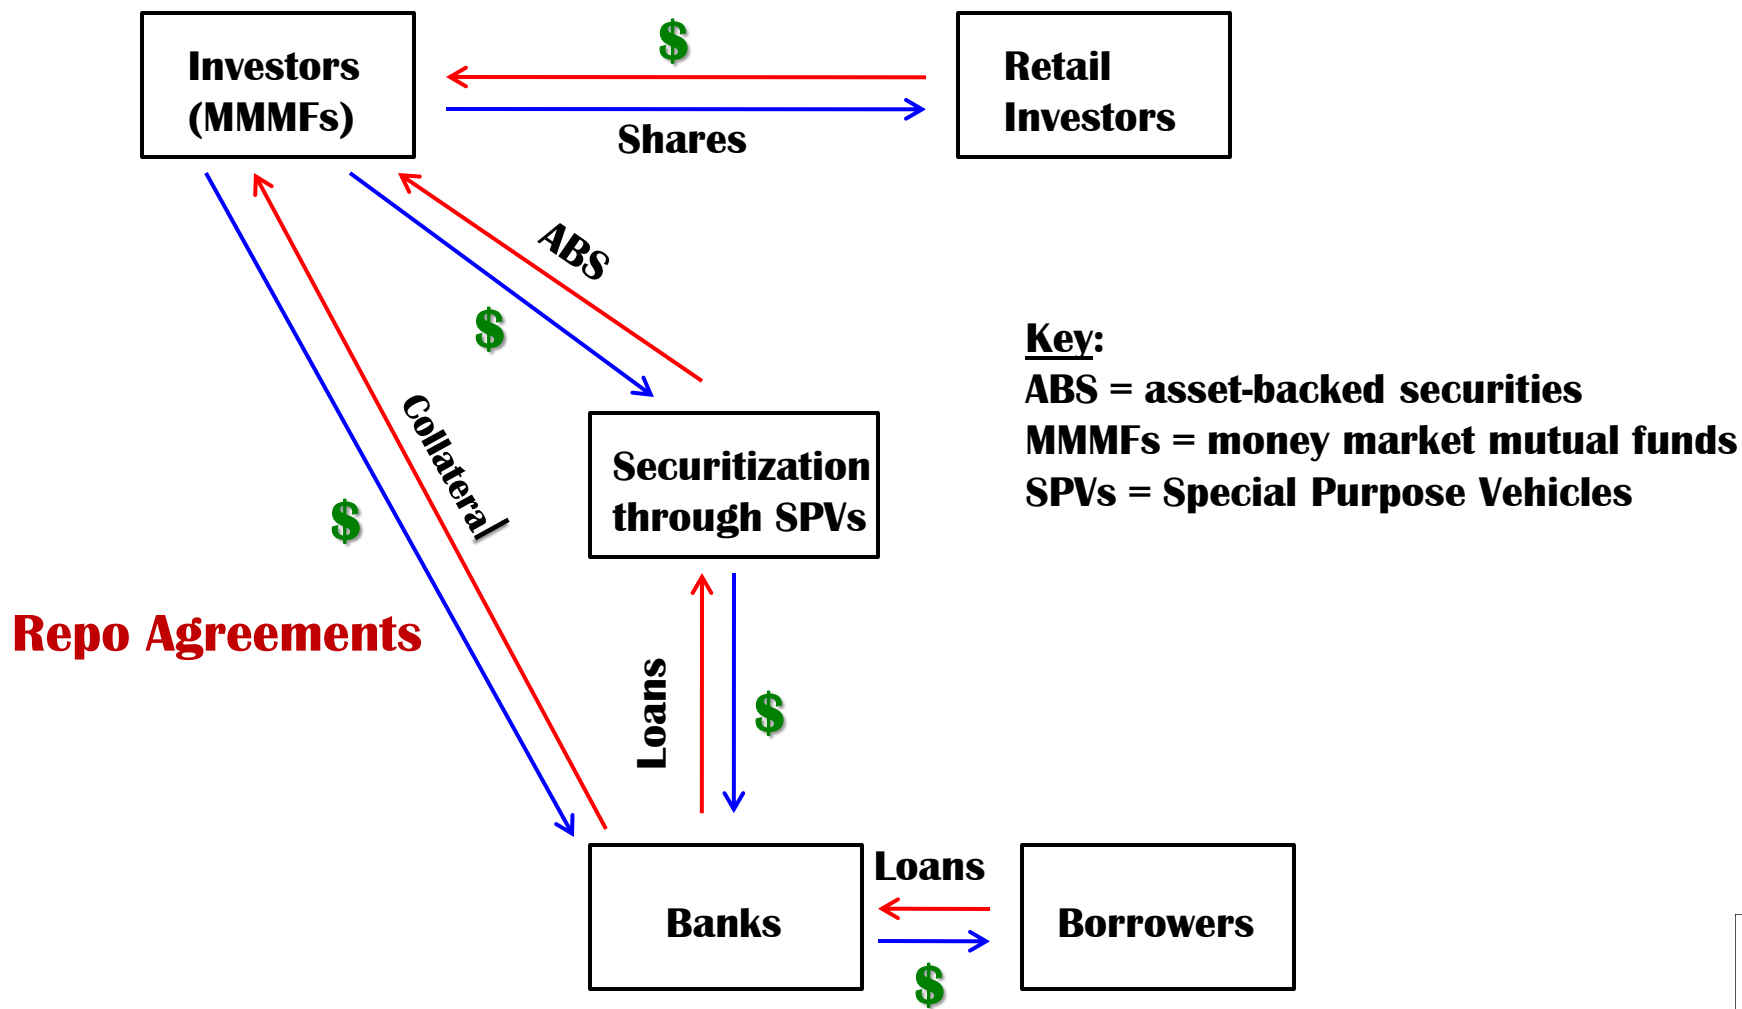 $
Investors
(MMMFs)
Retail
Investors
Shares
ABS
$
Key:
ABS = asset-backed securities
MMMFs = money market mutual funds
SPVs = Special Purpose Vehicles
Collateral
Securitization
through SPVs
$
Repo Agreements
Loans
$
Loans
Banks
Borrowers
$